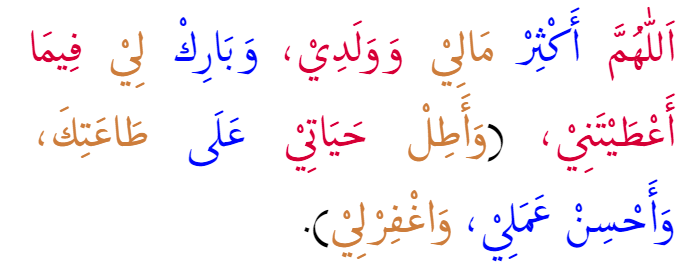 اَللّٰهُمَّ أَكْثِرْ مَالِيْ وَوَلَدِيْ، وَبَارِكْ لِيْ فِيمَا
أَعْطَيْتَنِيْ، (وَأَطِلْ حَيَاتِيْ عَلَى طَاعَتِكَ،
وَأَحْسِنْ عَمَلِيْ، وَاغْفِرْلِيْ).